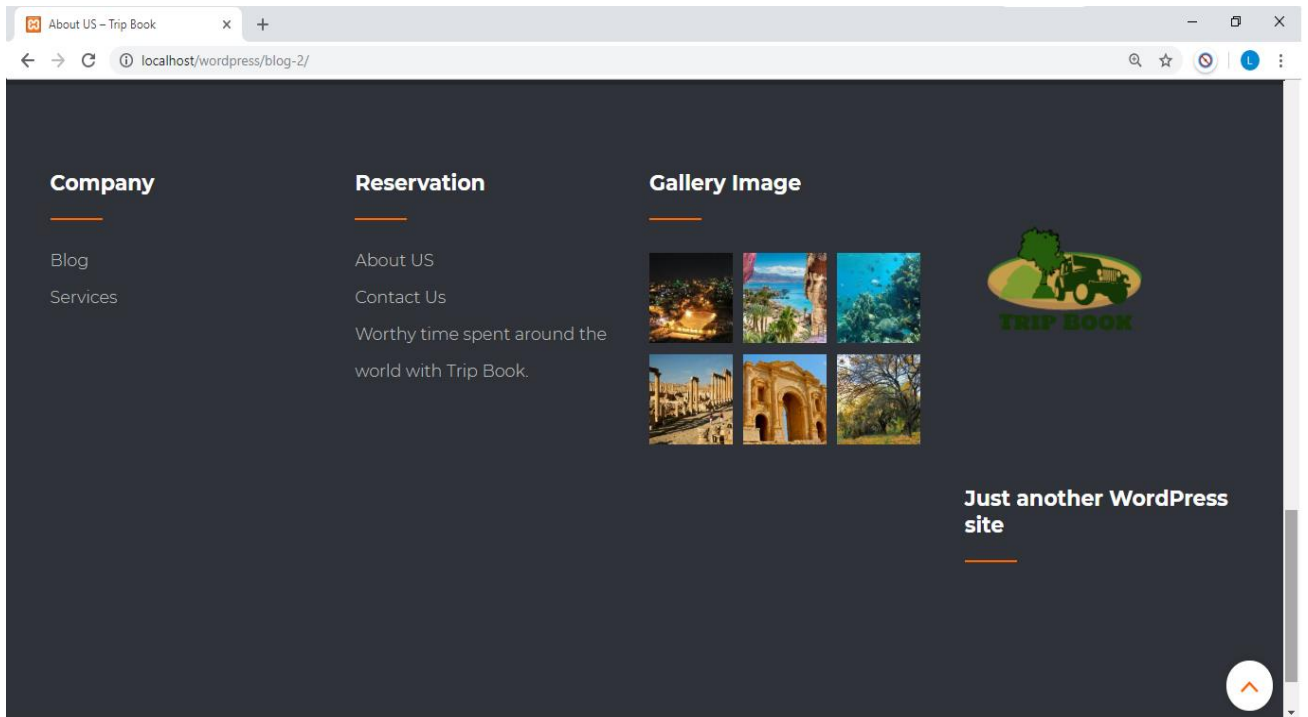 About US – Trip Book
localhost/wordpress/blog-2/
L
Company
Reservation
Gallery Image
Blog
Services
About US
Contact Us
Worthy time spent around the
world with Trip Book.
TRIP BOOK
Just another WordPress
site